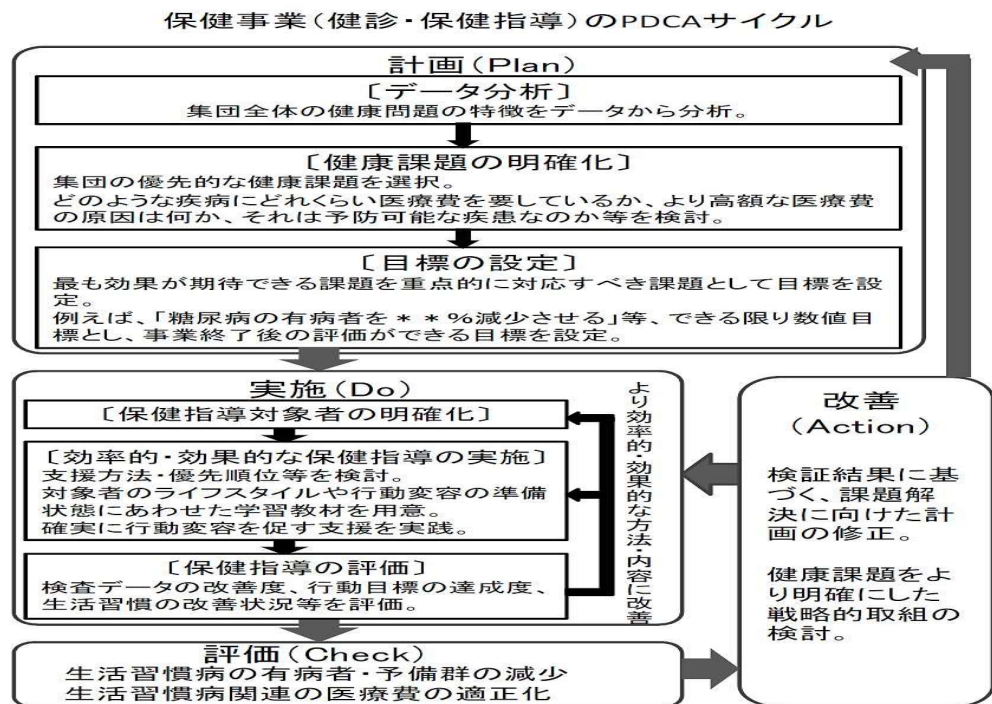 保健事業(健診・保健指導)のPDCAサイクル
計画(Plan)
[データ分析]
集団全体の健康問題の特徴をデータから分析。
[健康課題の明確化]
集団の優先的な健康課題を選択。
どのような疾病にどれくらい医療費を要しているか、より高額な医療費
の原因は何か、それは予防可能な疾患なのか等を検討。
[目標の設定]
最も効果が期待できる課題を重点的に対応すべき課題として目標を設
定。
例えば、「糖尿病の有病者を＊＊%減少させる」等、できる限り数値目
標とし、事業終了後の評価ができる目標を設定。
実施(Do)
[保健指導対象者の明確化]
[効率的・効果的な保健指導の実施]
支援方法・優先順位等を検討。
対象者のライフスタイルや行動変容の準備
状態にあわせた学習教材を用意。
確実に行動変容を促す支援を実践。
[保健指導の評価]
検査データの改善度、行動目標の達成度、
生活習慣の改善状況等を評価。
より効率的・効果的な方法・内容に改善
評価(Check)
生活習慣病の有病者・予備群の減少
生活習慣病関連の医療費の適正化
改善
(Action)
検証結果に基
づく、課題解
決に向けた計
画の修正。
健康課題をよ
り明確にした
戦略的取組の
検討。